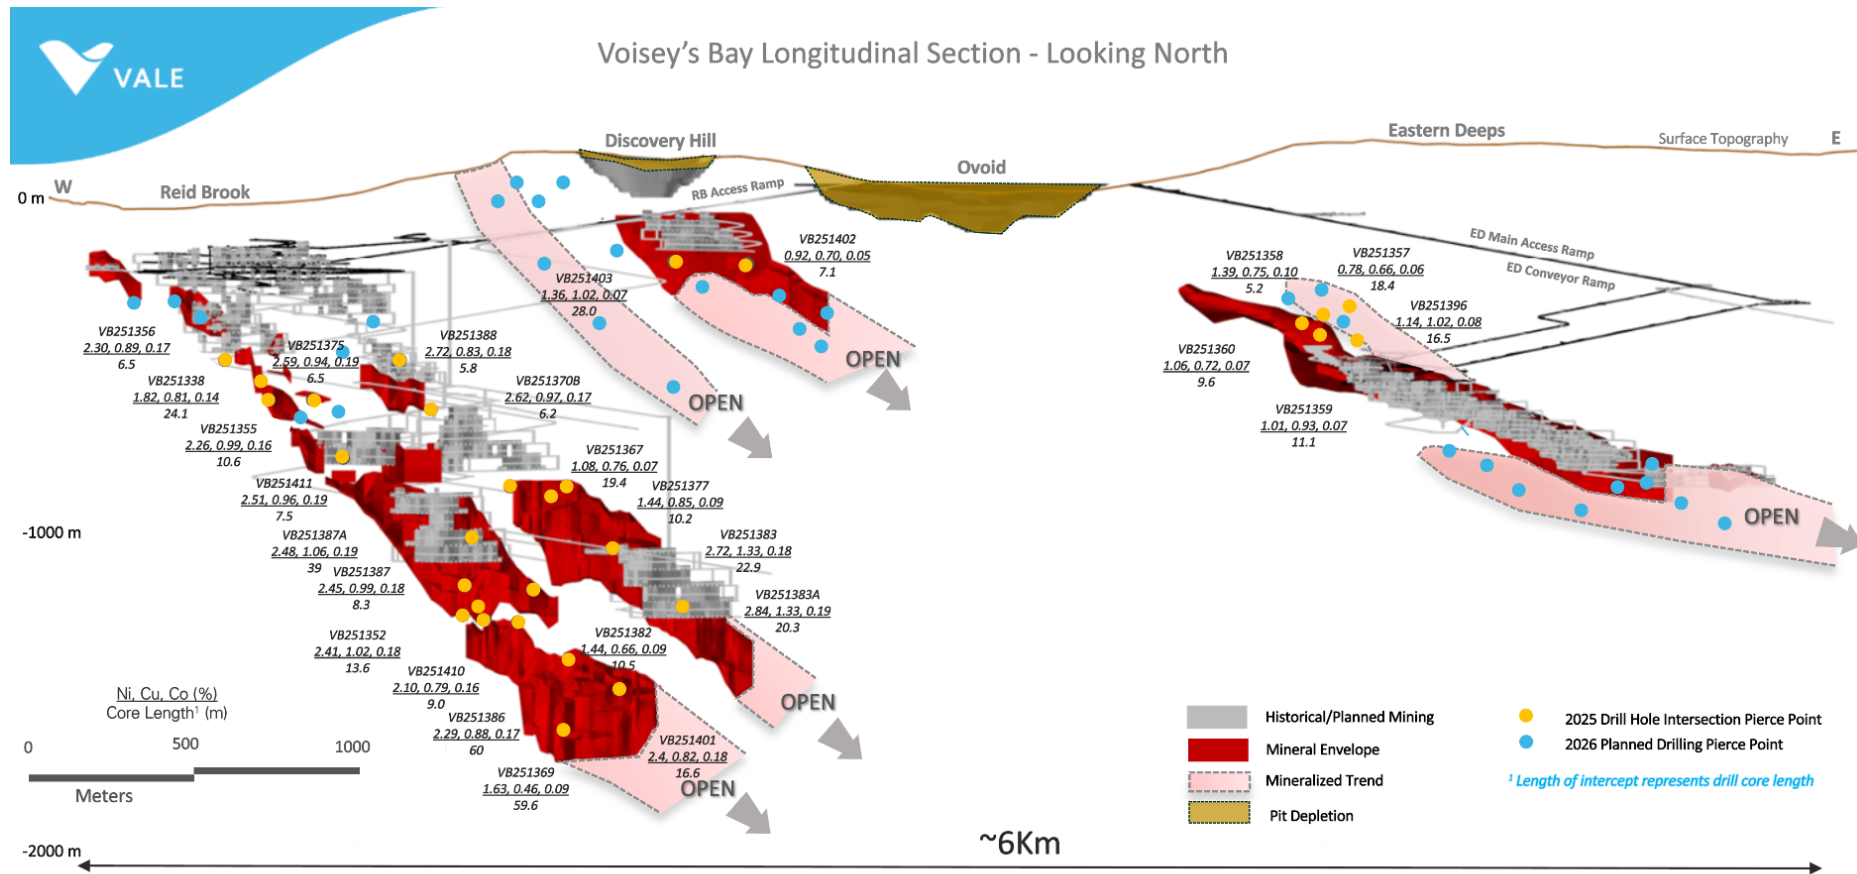 VALE
Voisey's Bay Longitudinal Section - Looking North
Discovery Hill
Eastern Deeps
Surface Topography
E
W
Reid Brook
RB Access Ramp
Ovoid
0 m
ED Main Access Ramp
ED Conveyor Ramp
VB251402
0.92, 0.70, 0.05
7.1
VB251403
1.36, 1.02, 0.07
28.0
VB251358
1.39, 0.75, 0.10
5.2
VB251357
0.78, 0.66, 0.06
18.4
VB251396
1.14, 1.02, 0.08
16.5
VB251360
1.06, 0.72, 0.07
9.6
VB251359
1.01, 0.93, 0.07
11.1
VB251356
2.30, 0.89, 0.17
6.5
VB251375
2.59, 0.94, 0.19
6.5
VB251388
2.72, 0.83, 0.18
5.8
VB251338
1.82, 0.81, 0.14
24.1
VB251370B
2.62, 0.97, 0.17
6.2
OPEN
OPEN
VB251355
2.26, 0.99, 0.16
10.6
VB251367
1.08, 0.76, 0.07
19.4
VB251411
2.51, 0.96, 0.19
7.5
VB251377
1.44, 0.85, 0.09
10.2
-1000 m
OPEN
VB251387A
2.48, 1.06, 0.19
39
VB251383
2.72, 1.33, 0.18
22.9
VB251387
2.45, 0.99, 0.18
8.3
VB251383A
2.84, 1.33, 0.19
20.3
VB251352
2.41, 1.02, 0.18
13.6
VB251382
1.44, 0.66, 0.09
10.5
VB251410
2.10, 0.79, 0.16
9.0
OPEN
VB251386
2.29, 0.88, 0.17
60
VB251401
2.4, 0.82, 0.18
16.6
VB251369
1.63, 0.46, 0.09
59.6
OPEN
Ni, Cu, Co (%)
Core Length¹ (m)
0 500 1000
Meters
Historical/Planned Mining
Mineral Envelope
Mineralized Trend
Pit Depletion
2025 Drill Hole Intersection Pierce Point
2026 Planned Drilling Pierce Point
¹ Length of intercept represents drill core length
-2000 m
~6Km